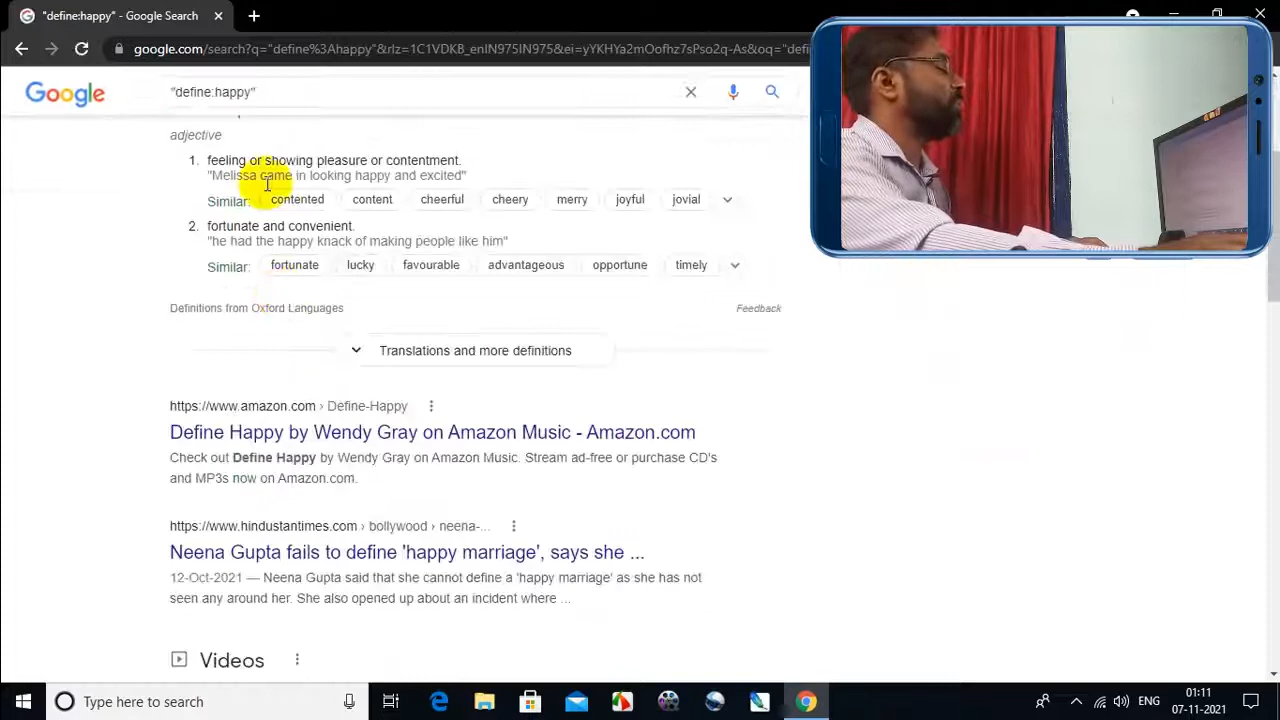 "define:happy" - Google Search
google.com/search?q="define%3Ahappy"&rlz=1C1VDKB_enIN975IN975&ei=yYKHYa2mOofhz7sPso2q-As&oq="defi
Google
"define:happy"
adjective
1. feeling or showing pleasure or contentment.
"Melissa came in looking happy and excited"
Similar: contented content cheerful cheery merry joyful jovial
2. fortunate and convenient.
"he had the happy knack of making people like him"
Similar: fortunate lucky favourable advantageous opportune timely
Definitions from Oxford Languages Feedback
Translations and more definitions
https://www.amazon.com › Define-Happy
Define Happy by Wendy Gray on Amazon Music - Amazon.com
Check out Define Happy by Wendy Gray on Amazon Music. Stream ad-free or purchase CD's
and MP3s now on Amazon.com.
https://www.hindustantimes.com › bollywood › neena-...
Neena Gupta fails to define 'happy marriage', says she ...
12-Oct-2021 — Neena Gupta said that she cannot define a 'happy marriage' as she has not
seen any around her. She also opened up about an incident where ...
Videos
Type here to search
ENG
01:11
07-11-2021